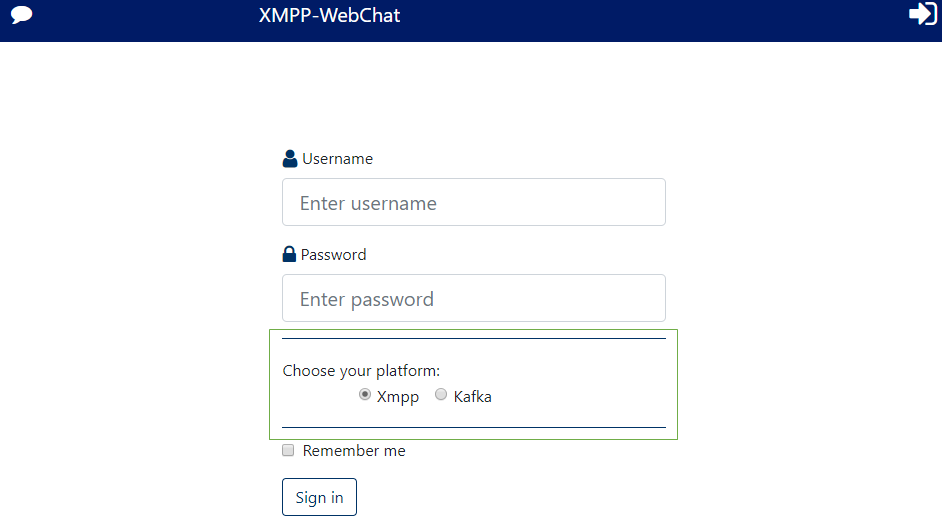 XMPP-WebChat
Username
Enter username
Password
Enter password
Choose your platform:
Xmpp Kafka
Remember me
Sign in